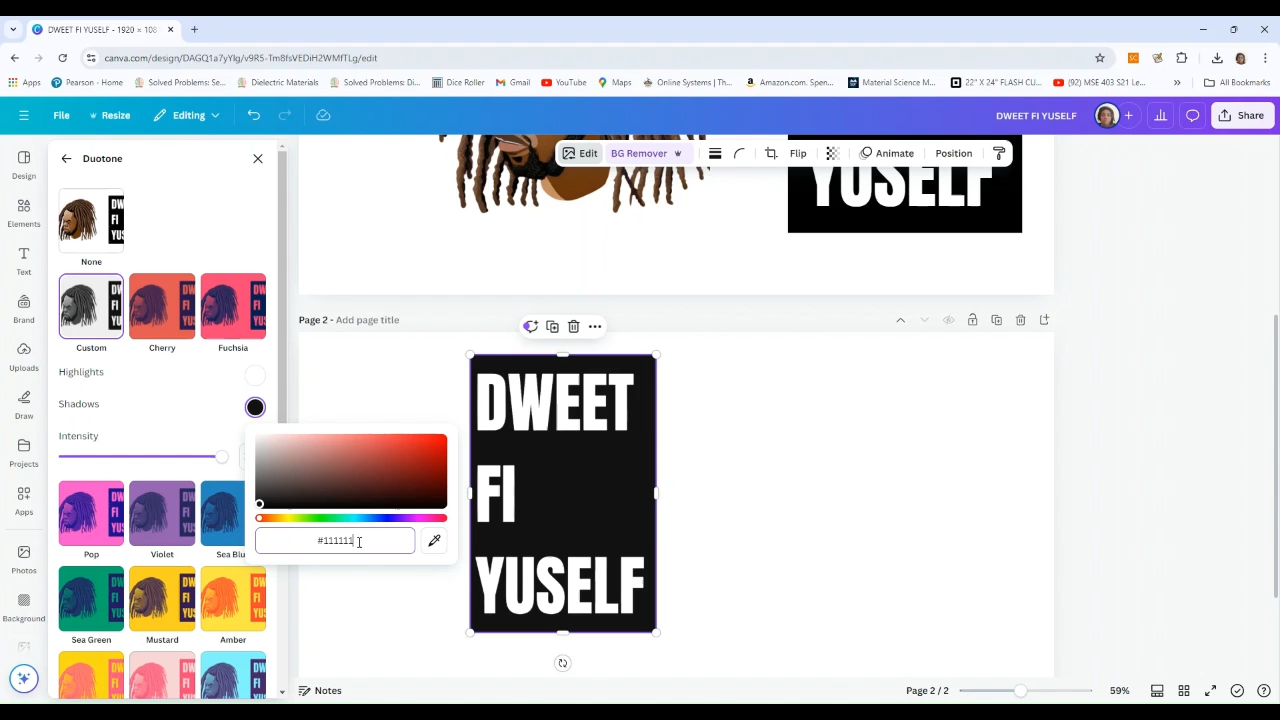 DWEET FI YUSELF - 1920 × 108
canva.com/design/DAGQ1a7yYlg/v9R5-Tm8fsVEDiH2WMfTLg/edit
Apps
Pearson - Home
Solved Problems: Se...
Dielectric Materials
Solved Problems: Di...
Dice Roller
Gmail
YouTube
Maps
Online Systems | Th...
Amazon.com. Spen...
Material Science M...
22" X 24" FLASH CU...
(92) MSE 403 S21 Le...
»
All Bookmarks
File
Resize
Editing
DWEET FI YUSELF
Share
Design
Elements
Text
Brand
Uploads
Draw
Projects
Apps
Photos
Background
Duotone
None
Custom
Cherry
Fuchsia
Highlights
Shadows
Intensity
Pop
Violet
Sea Blu
Sea Green
Mustard
Amber
#111111
Edit
BG Remover
Flip
Animate
Position
YUSELF
Page 2 - Add page title
DWEET
FI
YUSELF
Notes
Page 2 / 2
59%